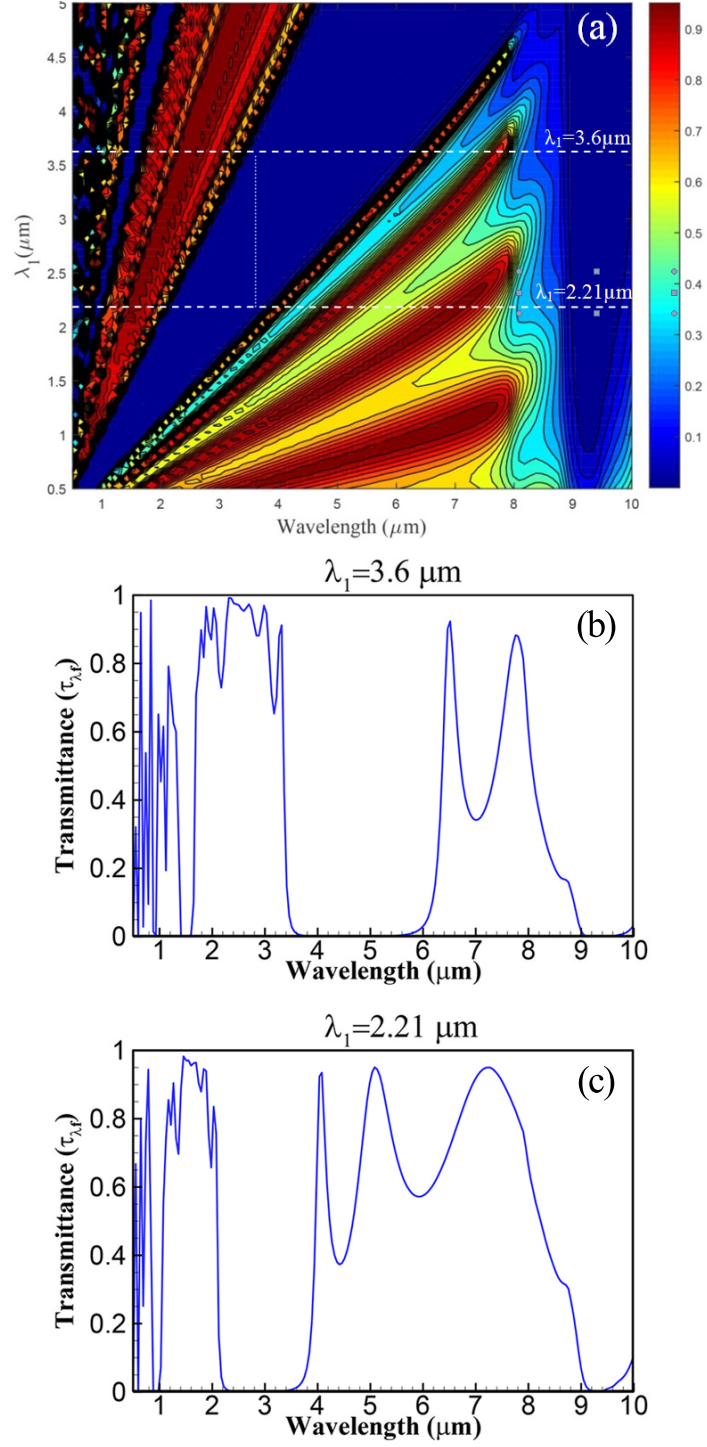 (a)
5
4.5
4
3.5
3
2.5
2
1.5
1
0.5
λ₁(μm)
λ₁=3.6μm
λ₁=2.21μm
1 2 3 4 5 6 7 8 9 10
Wavelength (μm)
0.9
0.8
0.7
0.6
0.5
0.4
0.3
0.2
0.1
λ₁=3.6 μm
(b)
1
0.8
0.6
0.4
0.2
0
Transmittance (τλf)
1 2 3 4 5 6 7 8 9 10
Wavelength (μm)
λ₁=2.21 μm
(c)
1
0.8
0.6
0.4
0.2
0
Transmittance (τλf)
1 2 3 4 5 6 7 8 9 10
Wavelength (μm)